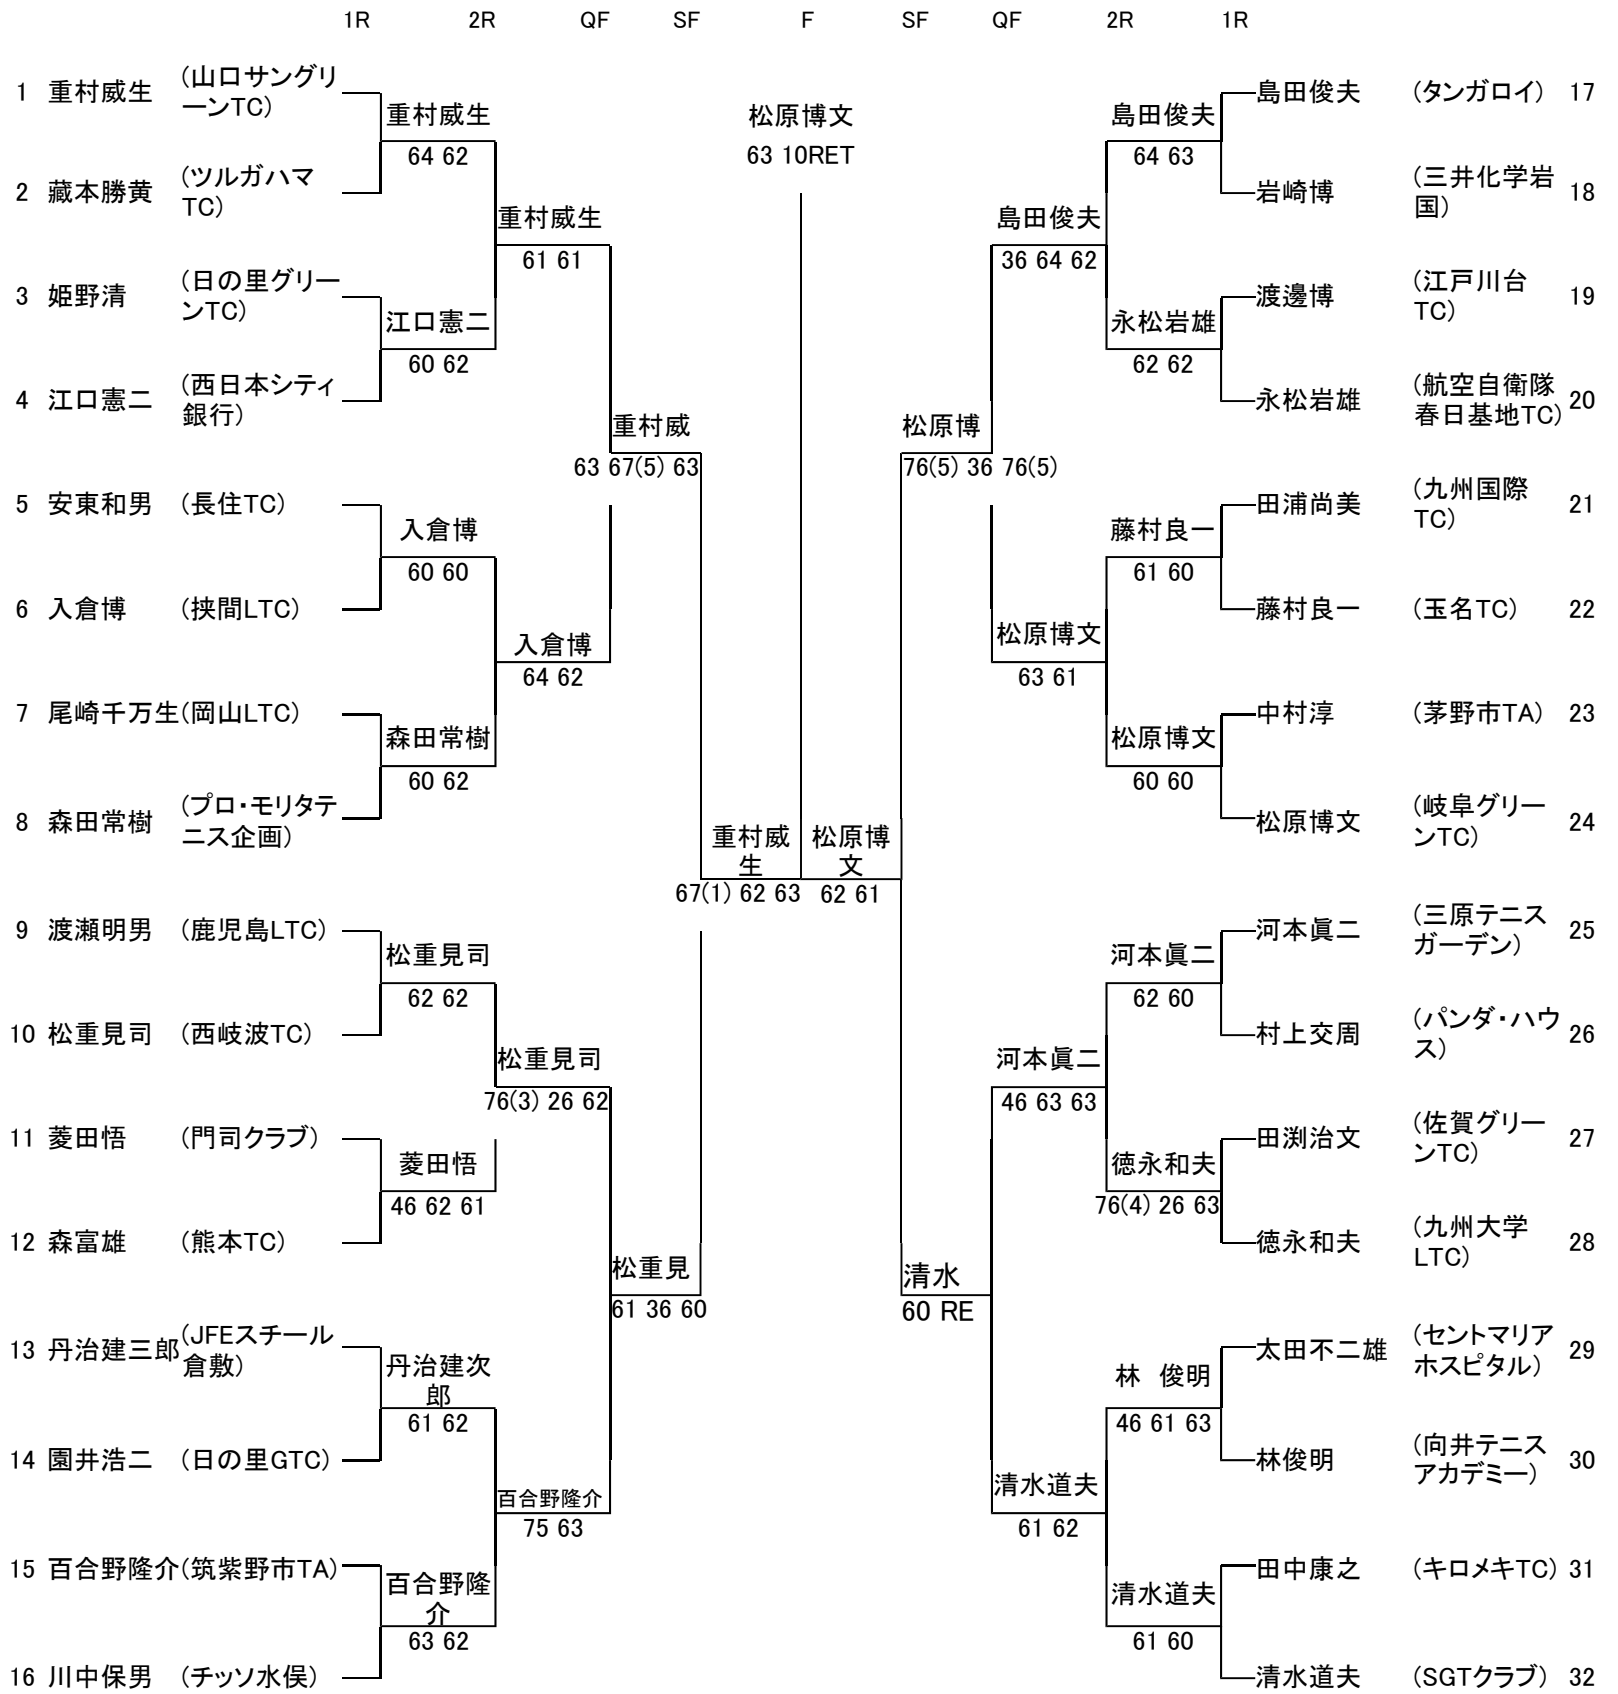 1R 2R QF SF F SF QF 2R 1R
1 重村威生 (山口サングリ
ーンTC)
重村威生
64 62
2 藏本勝黄 (ツルガハマ
TC)
重村威生
61 61
3 姫野清 (日の里グリー
ンTC)
江口憲二
60 62
4 江口憲二 (西日本シティ
銀行)
重村威
63 67(5) 63
5 安東和男 (長住TC)
入倉博
60 60
6 入倉博 (挟間LTC)
入倉博
64 62
7 尾崎千万生(岡山LTC)
森田常樹
60 62
8 森田常樹 (プロ・モリタテ
ニス企画)
重村威
生
67(1) 62 63
9 渡瀬明男 (鹿児島LTC)
松重見司
62 62
10 松重見司 (西岐波TC)
松重見司
76(3) 26 62
11 菱田悟 (門司クラブ)
菱田悟
46 62 61
12 森富雄 (熊本TC)
松重見
61 36 60
13 丹治建三郎(JFEスチール
倉敷)
丹治建次
郎
61 62
14 園井浩二 (日の里GTC)
百合野隆介
75 63
15 百合野隆介(筑紫野市TA)
百合野隆
介
63 62
16 川中保男 (チッソ水俣)
松原博文
63 10RET
島田俊夫 (タンガロイ) 17
島田俊夫
64 63
岩崎博 (三井化学岩
国) 18
島田俊夫
36 64 62
渡邊博 (江戸川台
TC) 19
永松岩雄
62 62
永松岩雄 (航空自衛隊
春日基地TC) 20
松原博
76(5) 36 76(5)
田浦尚美 (九州国際
TC) 21
藤村良一
61 60
藤村良一 (玉名TC) 22
松原博文
63 61
中村淳 (茅野市TA) 23
松原博文
60 60
松原博文 (岐阜グリー
ンTC) 24
松原博
文
62 61
河本眞二 (三原テニス
ガーデン) 25
河本眞二
62 60
村上交周 (パンダ・ハウ
ス) 26
河本眞二
46 63 63
田渕治文 (佐賀グリー
ンTC) 27
徳永和夫
76(4) 26 63
徳永和夫 (九州大学
LTC) 28
清水
60 RE
太田不二雄 (セントマリア
ホスピタル) 29
林 俊明
46 61 63
林俊明 (向井テニス
アカデミー) 30
清水道夫
61 62
田中康之 (キロメキTC) 31
清水道夫
61 60
清水道夫 (SGTクラブ) 32